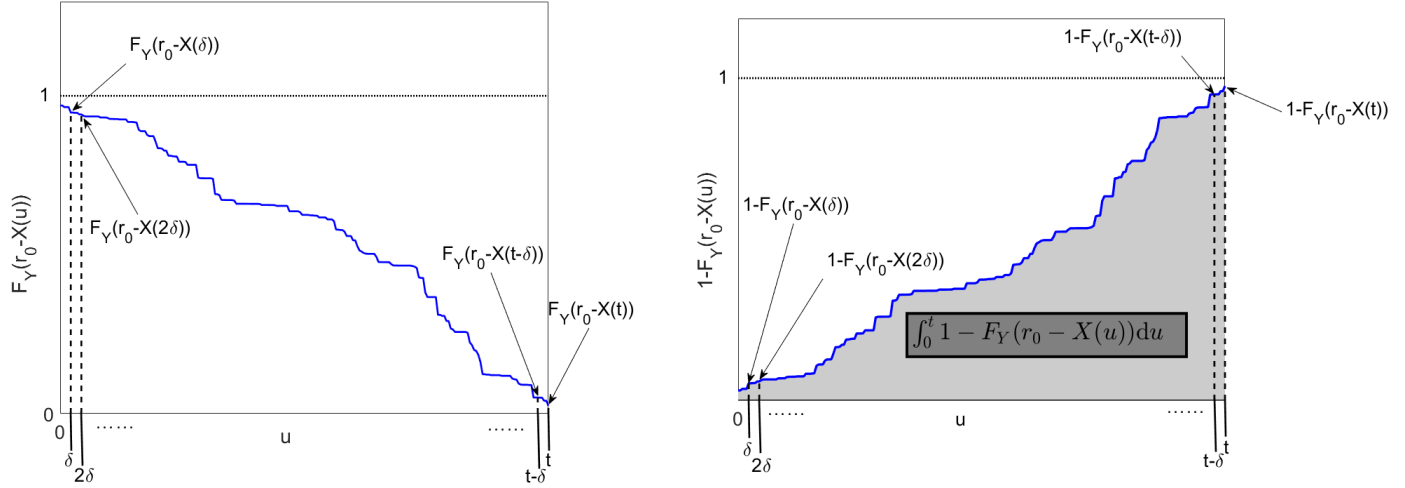 F_Y(r_0-X(δ))
1
F_Y(r_0-X(u))
F_Y(r_0-X(2δ))
F_Y(r_0-X(t-δ))
F_Y(r_0-X(t))
0
0
......
u
......
δ
2δ
t-δ
t
1-F_Y(r_0-X(t-δ))
1
1-F_Y(r_0-X(t))
1-F_Y(r_0-X(u))
1-F_Y(r_0-X(δ))
1-F_Y(r_0-X(2δ))
∫_0^t 1 − F_Y(r_0 − X(u))du
0
......
u
......
δ
2δ
t-δ
t